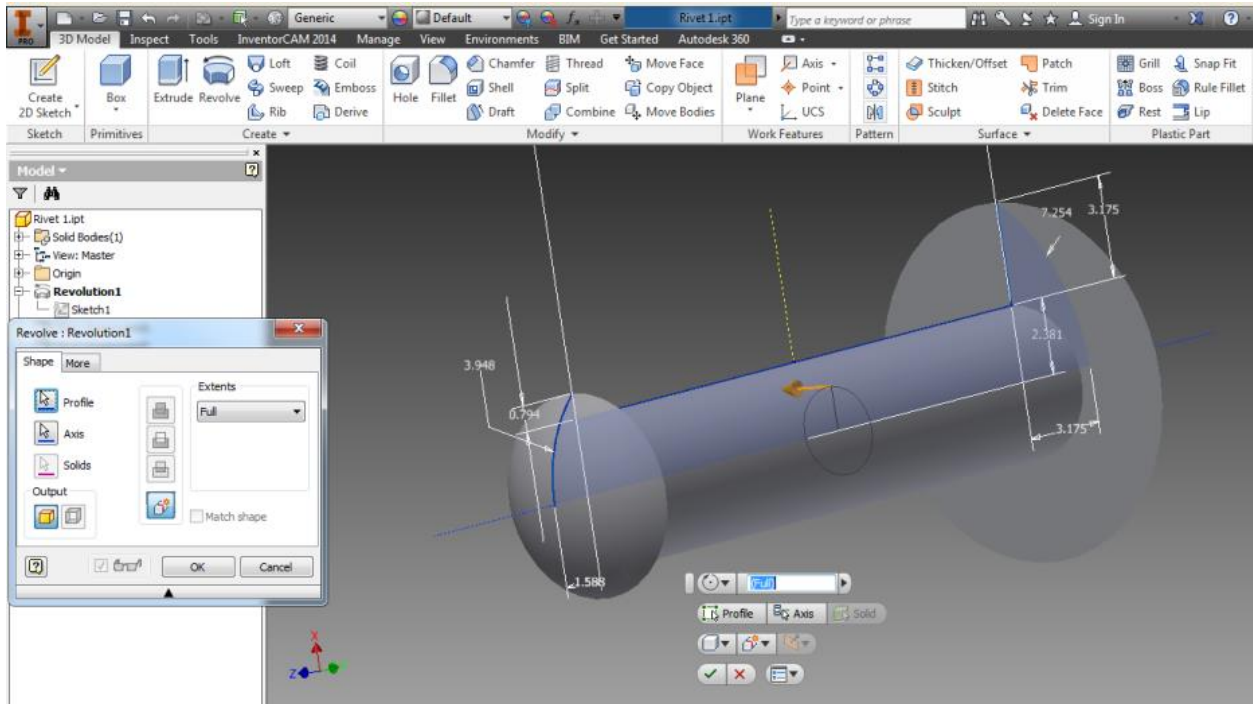 PRO
Generic
Default
Rivet 1.ipt
Type a keyword or phrase
Sign In
3D Model Inspect Tools InventorCAM 2014 Manage View Environments BIM Get Started Autodesk 360
Create 2D Sketch
Box
Extrude Revolve
Loft Coil
Sweep Emboss
Rib Derive
Hole Fillet
Chamfer Thread Move Face
Shell Split Copy Object
Draft Combine Move Bodies
Plane
Axis
Point
UCS
Thicken/Offset Patch
Stitch Trim
Sculpt Delete Face
Grill Snap Fit
Boss Rule Fillet
Rest Lip
Sketch Primitives Create Modify Work Features Pattern Surface Plastic Part
Model
Rivet 1.ipt
Solid Bodies(1)
View: Master
Origin
Revolution1
Sketch1
Revolve : Revolution1
Shape More
Profile
Axis
Solids
Output
Extents
Full
Match shape
OK Cancel
7.254 3.175
2.381
3.948
0.794
3.175
1.588
(Full)
Profile Axis Solid
X
Z